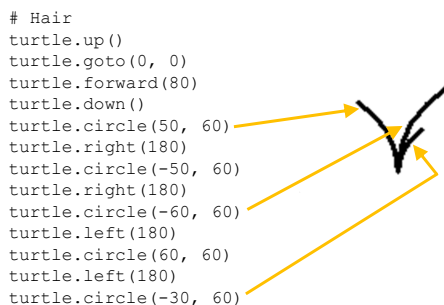 # Hair
turtle.up()
turtle.goto(0, 0)
turtle.forward(80)
turtle.down()
turtle.circle(50, 60)
turtle.right(180)
turtle.circle(-50, 60)
turtle.right(180)
turtle.circle(-60, 60)
turtle.left(180)
turtle.circle(60, 60)
turtle.left(180)
turtle.circle(-30, 60)